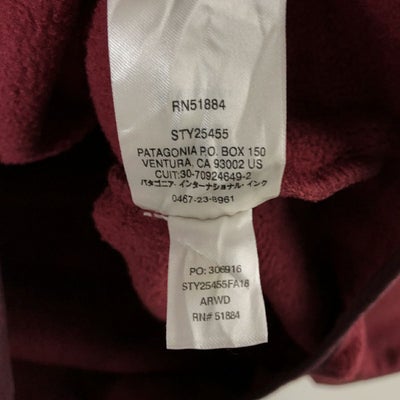 RN51884
STY25455
PATAGONIA P.O. BOX 150
VENTURA, CA 93002 US
CUIT:30-70924649-2
パタゴニア・インターナショナル・インク
0467-23-8961
PO: 306916
STY25455FA18
ARWD
RN# 51884